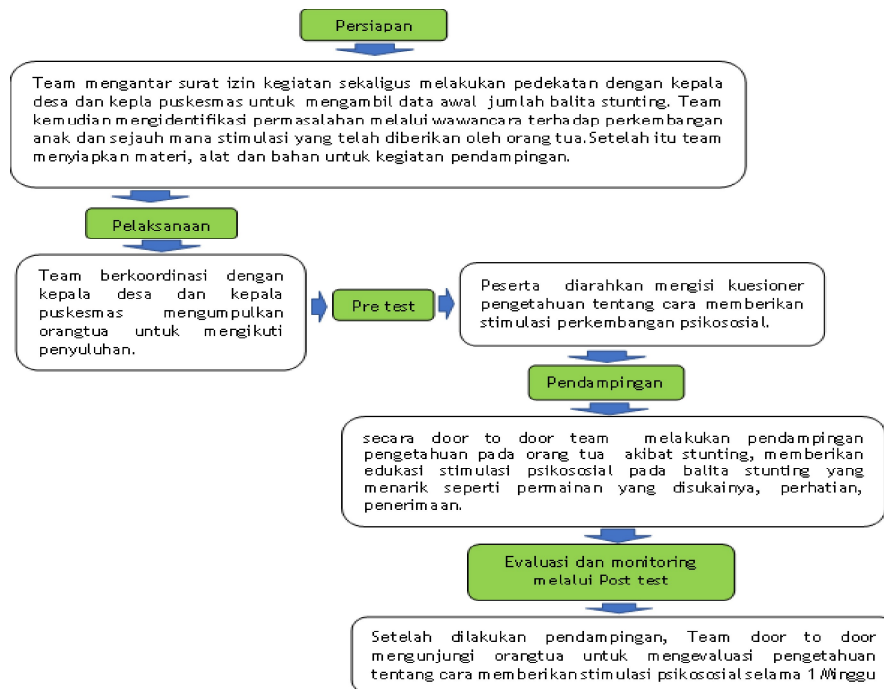 Persiapan
Team mengantar surat izin kegiatan sekaligus melakukan pedekatan dengan kepala
desa dan kepla puskesmas untuk mengambil data awal jumlah balita stunting. Team
kemudian mengidentifikasi permasalahan melalui wawancara terhadap perkembangan
anak dan sejauh mana stimulasi yang telah diberikan oleh orang tua.Setelah itu team
menyiapkan materi, alat dan bahan untuk kegiatan pendampingan.
Pelaksanaan
Team berkoordinasi dengan
kepala desa dan kepala
puskesmas mengumpulkan
orangtua untuk mengikuti
penyuluhan.
Pre test
Peserta diarahkan mengisi kuesioner
pengetahuan tentang cara memberikan
stimulasi perkembangan psikososial.
Pendampingan
secara door to door team melakukan pendampingan
pengetahuan pada orang tua akibat stunting, memberikan
edukasi stimulasi psikososial pada balita stunting yang
menarik seperti permainan yang disukainya, perhatian,
penerimaan.
Evaluasi dan monitoring
melalui Post test
Setelah dilakukan pendampingan, Team door to door
mengunjungi orangtua untuk mengevaluasi pengetahuan
tentang cara memberikan stimulasi psikososial selama 1 Minggu